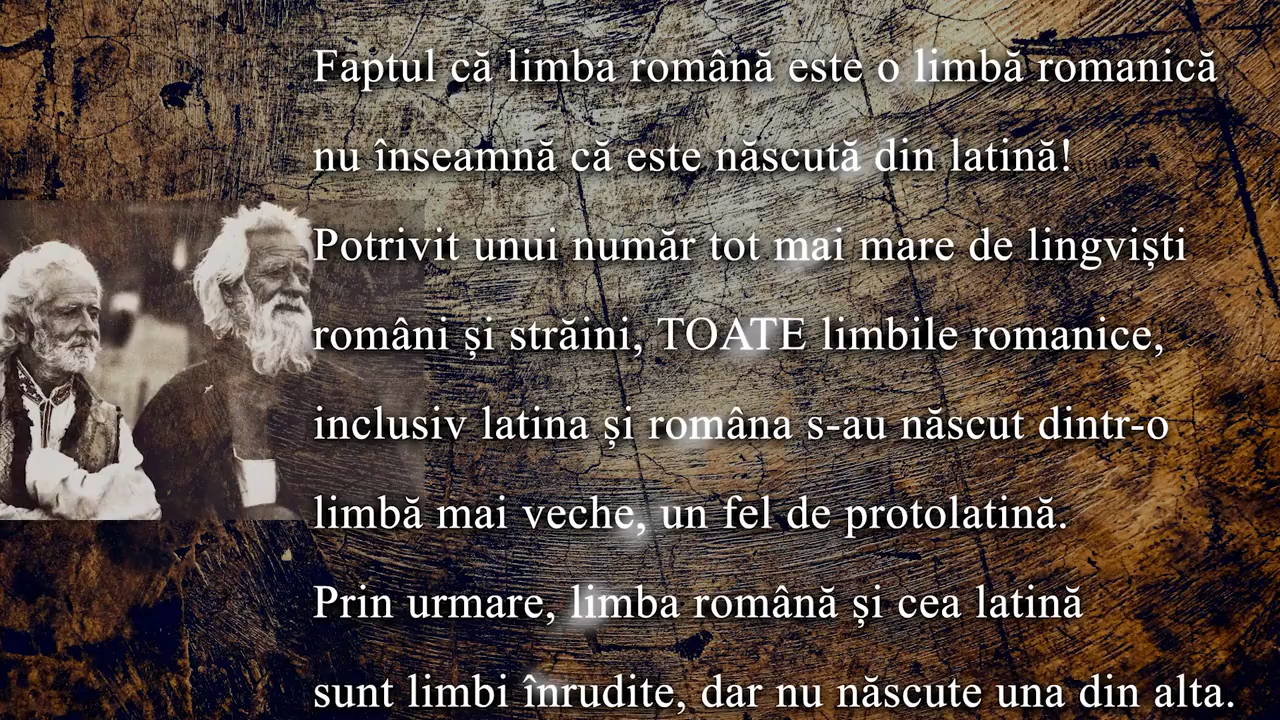 Faptul că limba română este o limbă romanică
nu înseamnă că este născută din latină!
Potrivit unui număr tot mai mare de lingviști
români și străini, TOATE limbile romanice,
inclusiv latina și româna s-au născut dintr-o
limbă mai veche, un fel de protolatină.
Prin urmare, limba română și cea latină
sunt limbi înrudite, dar nu născute una din alta.